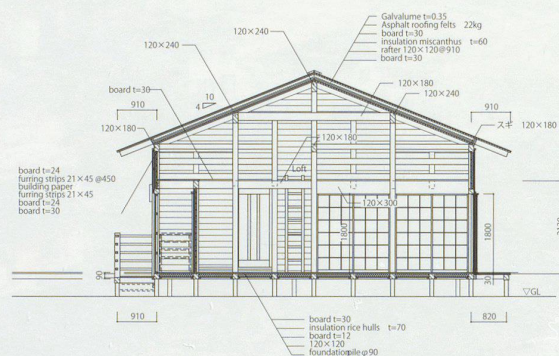 Galvalume t=0.35
Asphalt roofing felts 22kg
board t=30
insulation miscanthus t=60
rafter 120×120@910
board t=30
120×240
120×240
board t=30
10
4
120×180
120×240
910
910
120×180
120×180
スギ 120×180
board t=24
furring strips 21×45 @450
building paper
furring strips 21×45
board t=24
board t=30
Loft
120×300
1800
1800
90
30
▽GL
910
820
board t=30
insulation rice hulls t=70
board t=12
120×120
foundationpile φ90